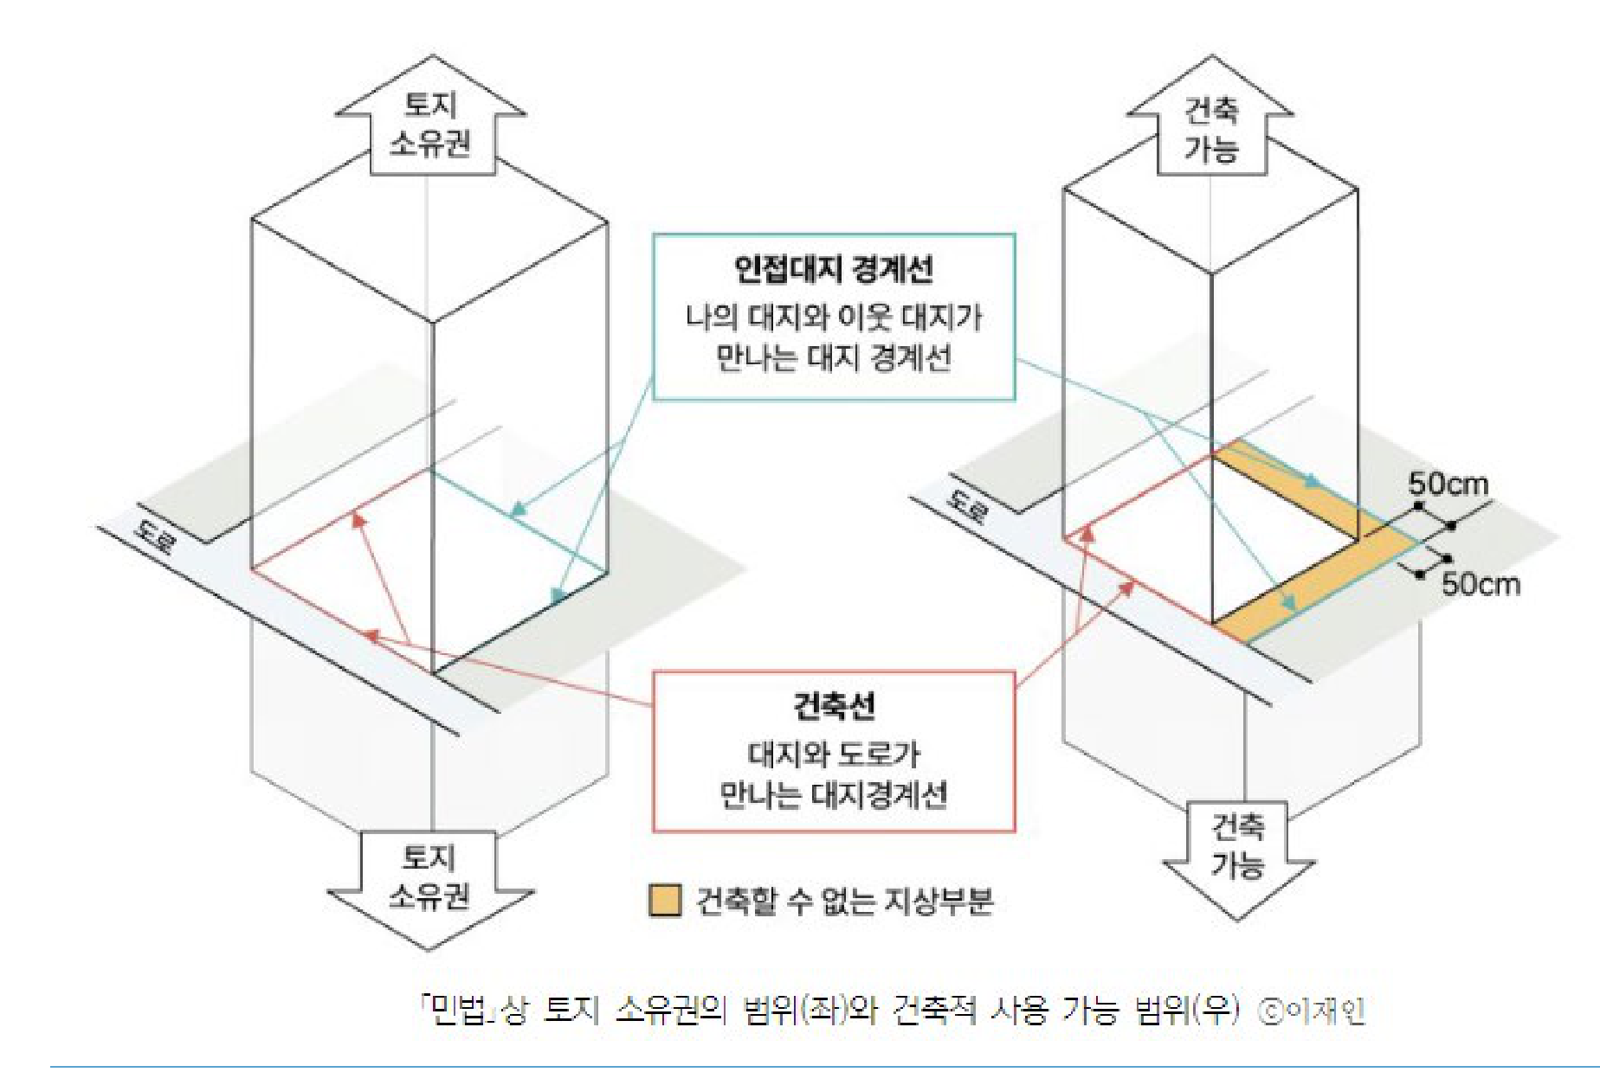 토지
소유권
건축
가능
인접대지 경계선
나의 대지와 이웃 대지가
만나는 대지 경계선
50cm
도로
도로
50cm
건축선
대지와 도로가
만나는 대지경계선
토지
소유권
건축
가능
건축할 수 없는 지상부분
「민법」상 토지 소유권의 범위(좌)와 건축적 사용 가능 범위(우) ⓒ이재인